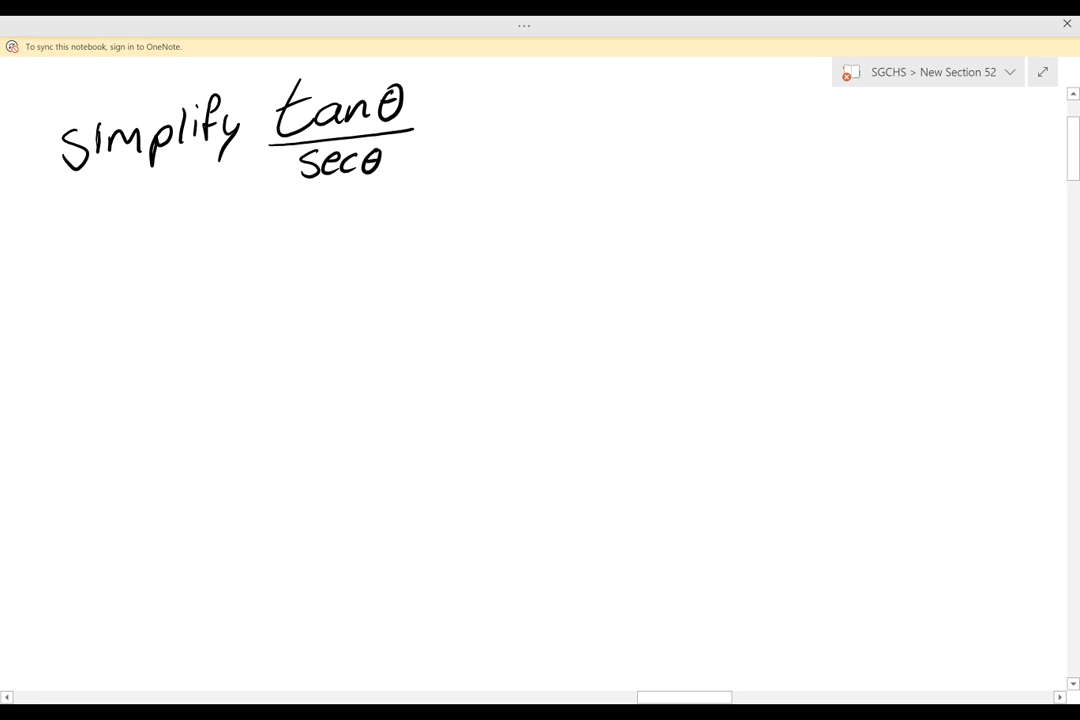 ...
To sync this notebook, sign in to OneNote.
SGCHS > New Section 52
simplify tanθ
secθ